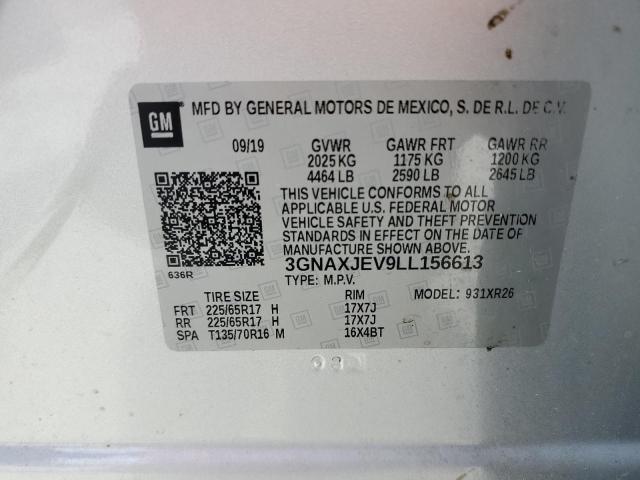 GM
MFD BY GENERAL MOTORS DE MEXICO, S. DE R.L. DE C.V.
09/19 GVWR GAWR FRT GAWR RR
2025 KG 1175 KG 1200 KG
4464 LB 2590 LB 2645 LB
THIS VEHICLE CONFORMS TO ALL
APPLICABLE U.S. FEDERAL MOTOR
VEHICLE SAFETY AND THEFT PREVENTION
STANDARDS IN EFFECT ON THE DATE OF
MANUFACTURE SHOWN ABOVE.
636R
3GNAXJEV9LL156613
TYPE: M.P.V.
TIRE SIZE RIM MODEL: 931XR26
FRT 225/65R17 H 17X7J
RR 225/65R17 H 17X7J
SPA T135/70R16 M 16X4BT